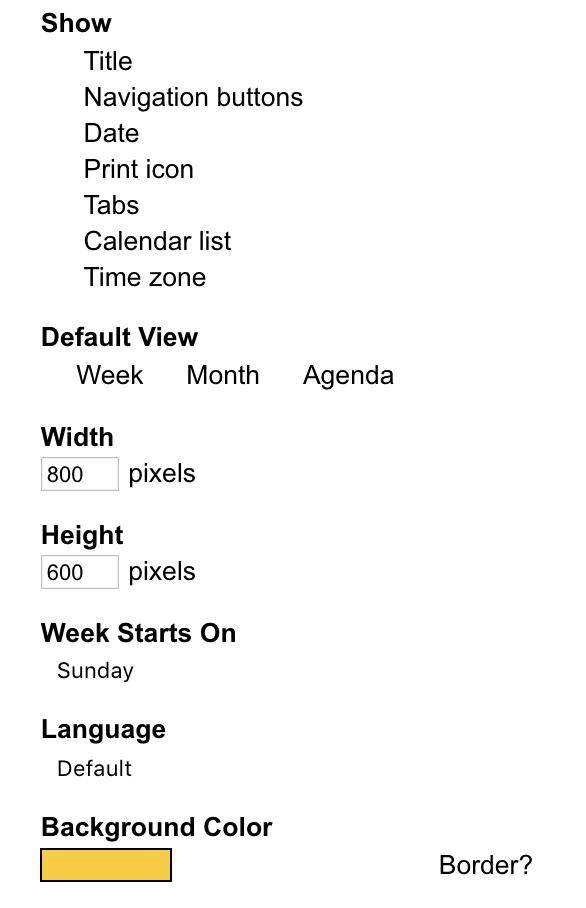 Show
Title
Navigation buttons
Date
Print icon
Tabs
Calendar list
Time zone
Default View
Week Month Agenda
Width
800 pixels
Height
600 pixels
Week Starts On
Sunday
Language
Default
Background Color
Border?